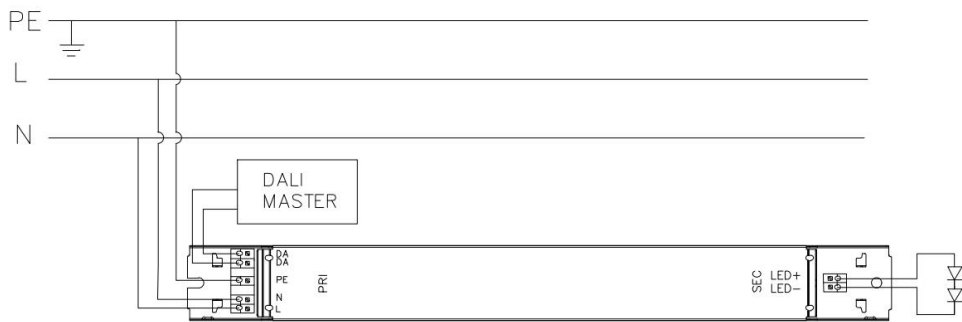 PE
L
N
DALI
MASTER
DA
DA
PE
N
L
PRI
SEC
LED+
LED-